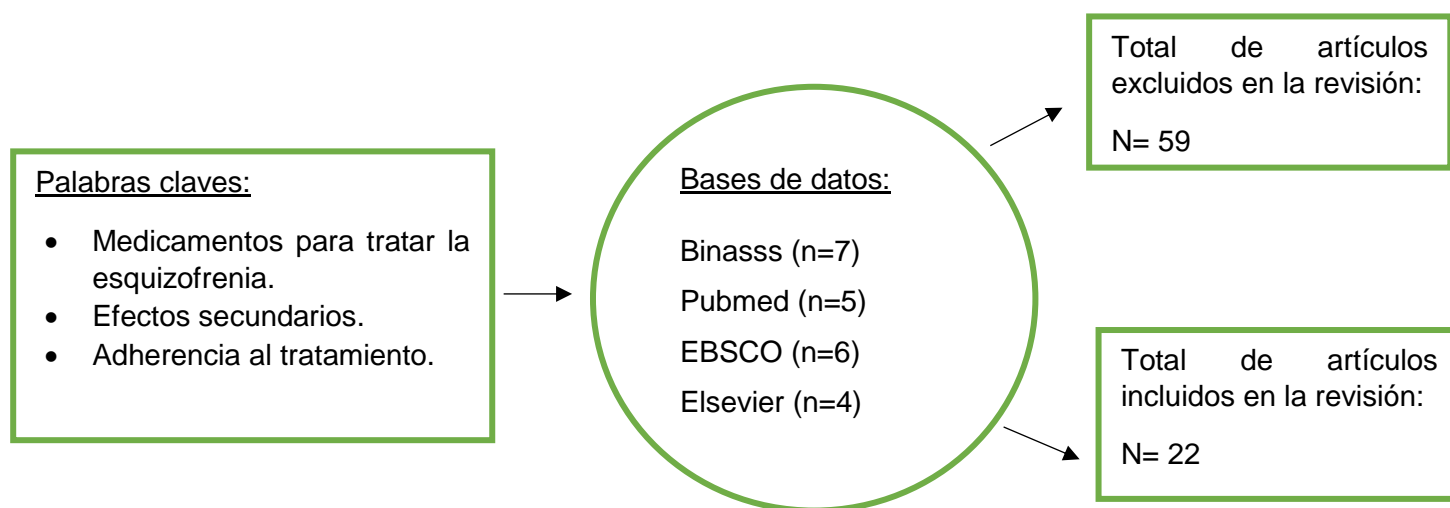 Palabras claves:
• Medicamentos para tratar la
esquizofrenia.
• Efectos secundarios.
• Adherencia al tratamiento.
Bases de datos:
Binasss (n=7)
Pubmed (n=5)
EBSCO (n=6)
Elsevier (n=4)
Total de artículos
excluidos en la revisión:
N= 59
Total de artículos
incluidos en la revisión:
N= 22